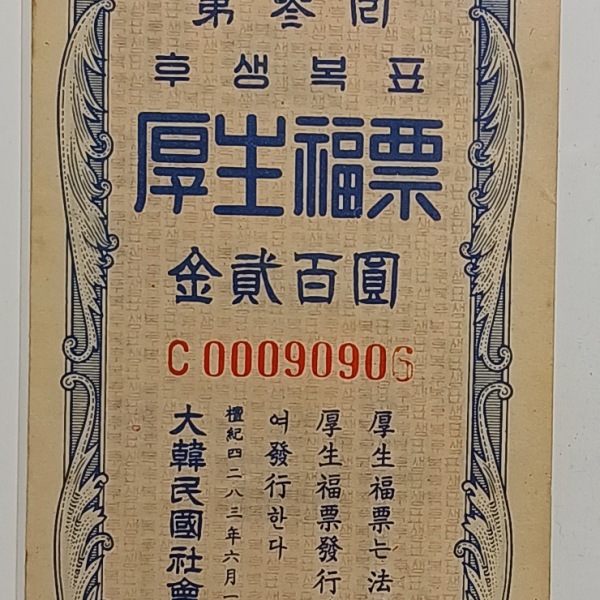 第叄回
후생복표
厚生福票
金貳百圓
C 00090906
厚生福票는法
厚生福票發行
여發行한다
檀紀四二八三年六月一
大韓民國社會